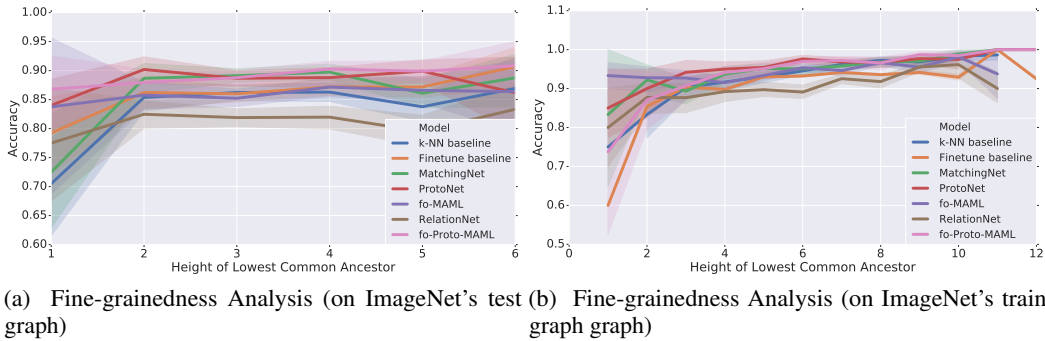 1.00
0.95
0.90
0.85
0.80
0.75
0.70
0.65
0.60
Accuracy
1 2 3 4 5 6
Height of Lowest Common Ancestor
Model
k-NN baseline
Finetune baseline
MatchingNet
ProtoNet
fo-MAML
RelationNet
fo-Proto-MAML
(a) Fine-grainedness Analysis (on ImageNet's test
graph)
1.1
1.0
0.9
0.8
0.7
0.6
0.5
Accuracy
0 2 4 6 8 10 12
Height of Lowest Common Ancestor
Model
k-NN baseline
Finetune baseline
MatchingNet
ProtoNet
fo-MAML
RelationNet
fo-Proto-MAML
(b) Fine-grainedness Analysis (on ImageNet's train
graph graph)